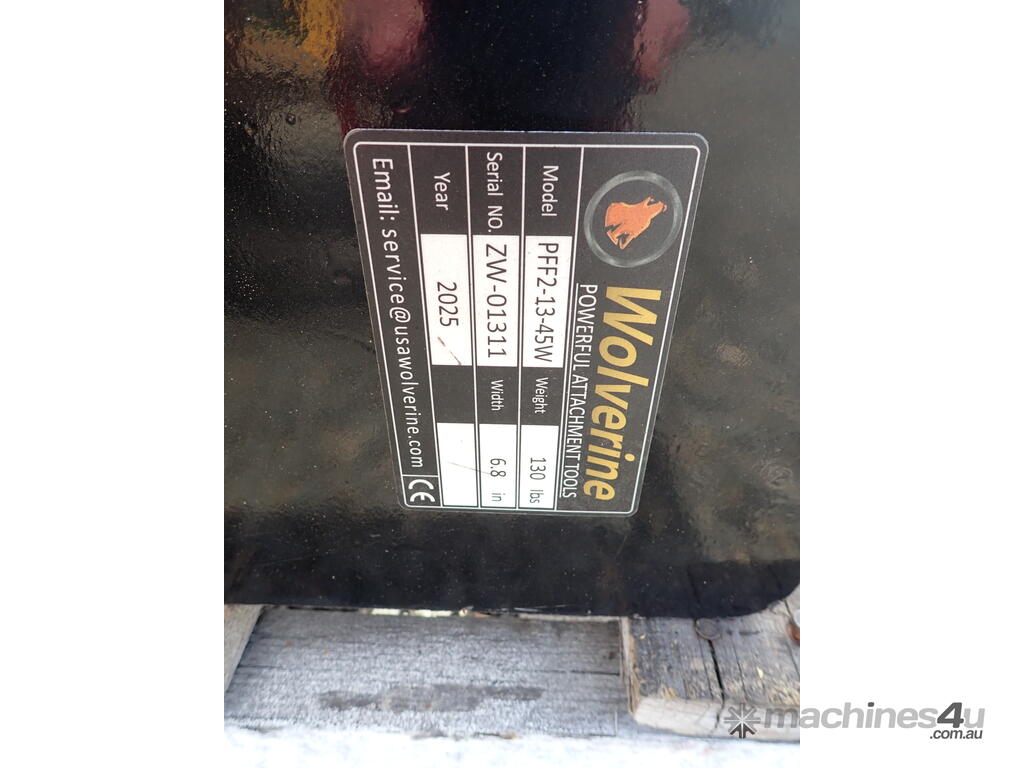 Wolverine
POWERFUL ATTACHMENT TOOLS
Model PFF2-13-45W Weight 130 lbs
Serial NO. ZW-01311 Width 6.8 in
Year 2025
Email: service@usawolverine.com CE
machines4u
.com.au